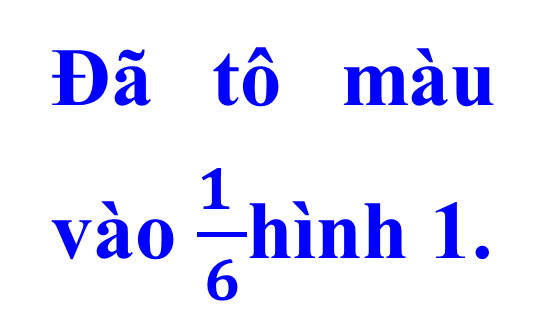 Đã tô màu
vào 1/6 hình 1.